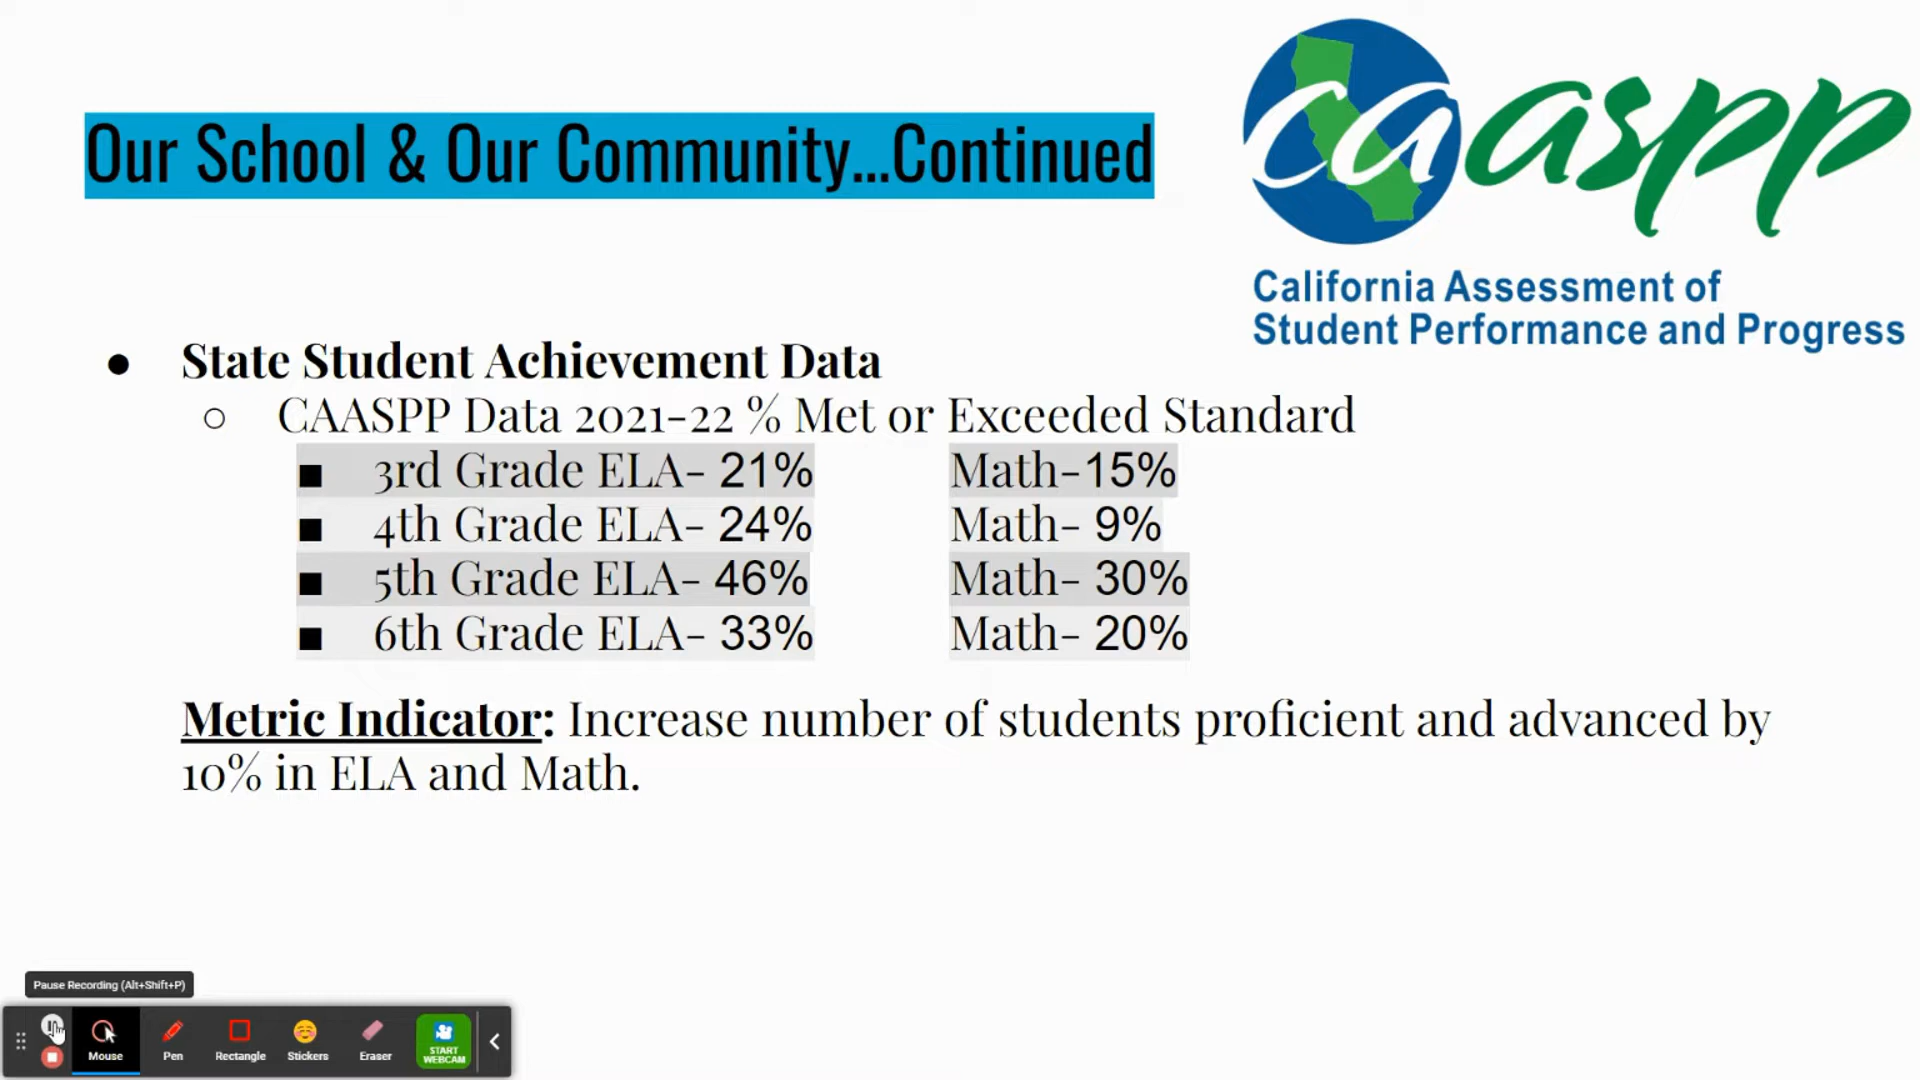 Our School & Our Community...Continued
caaspp
California Assessment of
Student Performance and Progress
● State Student Achievement Data
○ CAASPP Data 2021-22 % Met or Exceeded Standard
■ 3rd Grade ELA- 21% Math-15%
■ 4th Grade ELA- 24% Math- 9%
■ 5th Grade ELA- 46% Math- 30%
■ 6th Grade ELA- 33% Math- 20%
Metric Indicator: Increase number of students proficient and advanced by
10% in ELA and Math.
Pause Recording (Alt+Shift+P)
Mouse Pen Rectangle Stickers Eraser START
WEBCAM